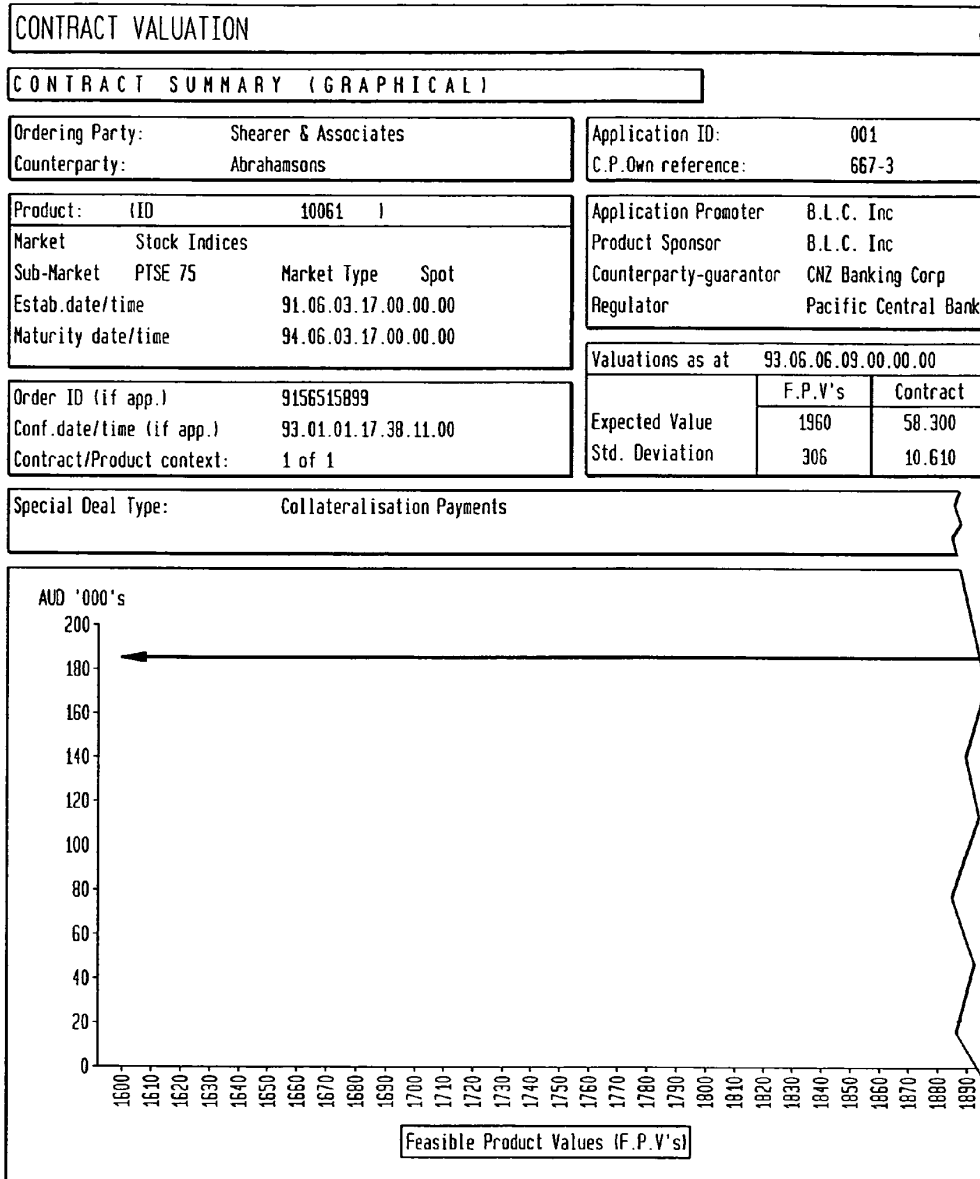 CONTRACT VALUATION
CONTRACT SUMMARY (GRAPHICAL)
Ordering Party: Shearer & Associates
Counterparty: Abrahamsons
Application ID: 001
C.P.Own reference: 667-3
Product: (ID 10061 )
Market Stock Indices
Sub-Market PTSE 75 Market Type Spot
Estab.date/time 91.06.03.17.00.00.00
Maturity date/time 94.06.03.17.00.00.00
Application Promoter B.L.C. Inc
Product Sponsor B.L.C. Inc
Counterparty-guarantor CNZ Banking Corp
Regulator Pacific Central Bank
Order ID (if app.) 9156515899
Conf.date/time (if app.) 93.01.01.17.38.11.00
Contract/Product context: 1 of 1
Valuations as at 93.06.06.09.00.00.00
F.P.V's Contract
Expected Value 1960 58.300
Std. Deviation 306 10.610
Special Deal Type: Collateralisation Payments
AUD '000's
200
180
160
140
120
100
80
60
40
20
0
1600 1610 1620 1630 1640 1650 1660 1670 1680 1690 1700 1710 1720 1730 1740 1750 1760 1770 1780 1790 1800 1810 1820 1830 1840 1850 1860 1870 1880 1890
Feasible Product Values (F.P.V's)